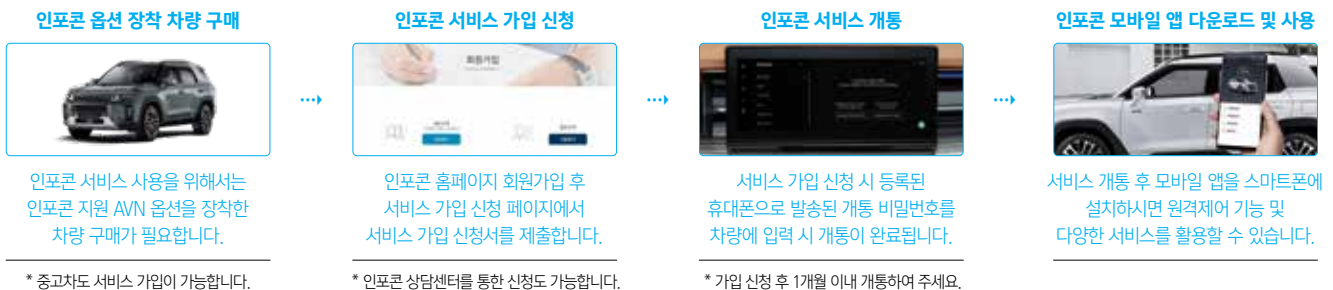 인포콘 옵션 장착 차량 구매
인포콘 서비스 사용을 위해서는
인포콘 지원 AVN 옵션을 장착한
차량 구매가 필요합니다.
* 중고차도 서비스 가입이 가능합니다.
인포콘 서비스 가입 신청
회원가입
인포콘 홈페이지 회원가입 후
서비스 가입 신청 페이지에서
서비스 가입 신청서를 제출합니다.
* 인포콘 상담센터를 통한 신청도 가능합니다.
인포콘 서비스 개통
서비스 가입 신청 시 등록된
휴대폰으로 발송된 개통 비밀번호를
차량에 입력 시 개통이 완료됩니다.
* 가입 신청 후 1개월 이내 개통하여 주세요.
인포콘 모바일 앱 다운로드 및 사용
서비스 개통 후 모바일 앱을 스마트폰에
설치하시면 원격제어 기능 및
다양한 서비스를 활용할 수 있습니다.